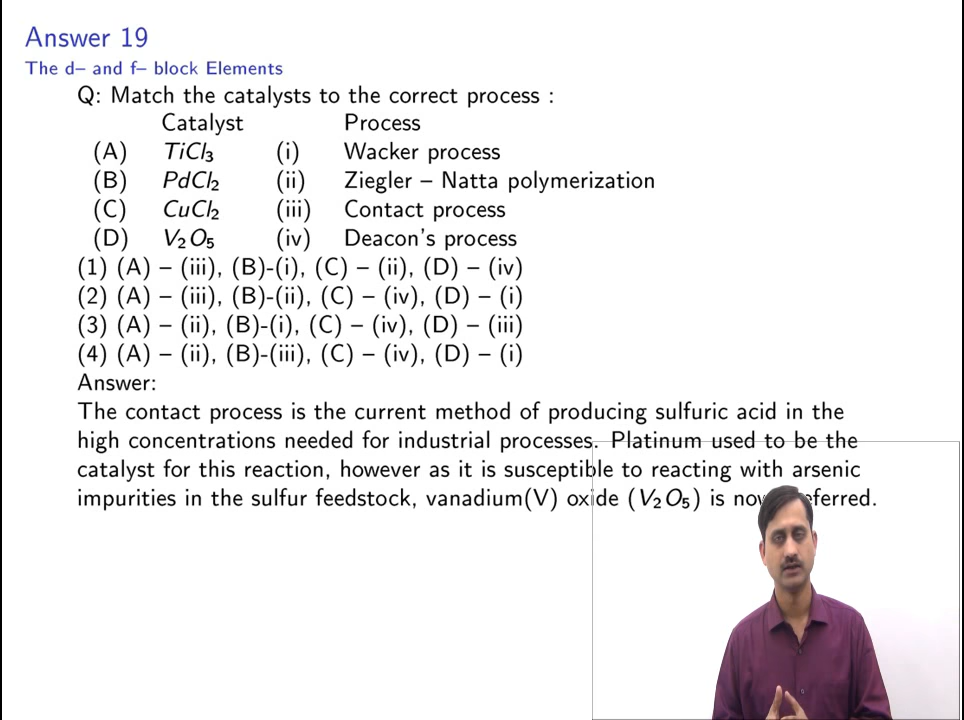 Answer 19
The d– and f– block Elements
Q: Match the catalysts to the correct process :
Catalyst Process
(A) TiCl₃ (i) Wacker process
(B) PdCl₂ (ii) Ziegler – Natta polymerization
(C) CuCl₂ (iii) Contact process
(D) V₂O₅ (iv) Deacon's process
(1) (A) – (iii), (B)-(i), (C) – (ii), (D) – (iv)
(2) (A) – (iii), (B)-(ii), (C) – (iv), (D) – (i)
(3) (A) – (ii), (B)-(i), (C) – (iv), (D) – (iii)
(4) (A) – (ii), (B)-(iii), (C) – (iv), (D) – (i)
Answer:
The contact process is the current method of producing sulfuric acid in the
high concentrations needed for industrial processes. Platinum used to be the
catalyst for this reaction, however as it is susceptible to reacting with arsenic
impurities in the sulfur feedstock, vanadium(V) oxide (V₂O₅) is now